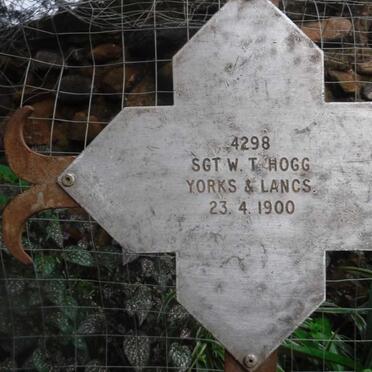 4298
SGT W. T. HOGG
YORKS & LANCS.
23. 4. 1900